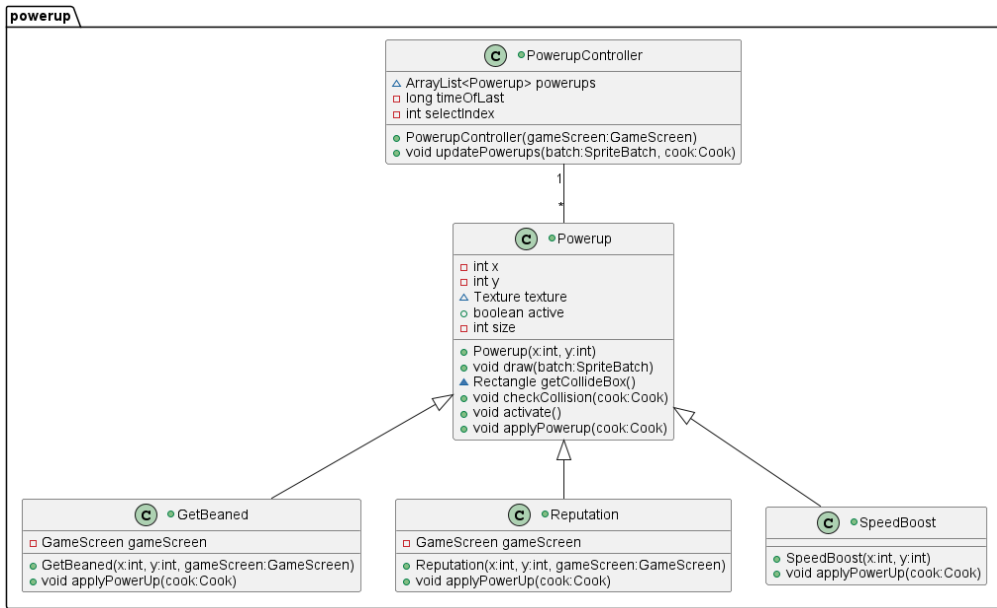 powerup
C PowerupController
ArrayList<Powerup> powerups
long timeOfLast
int selectIndex
PowerupController(gameScreen:GameScreen)
void updatePowerups(batch:SpriteBatch, cook:Cook)
1
*
C Powerup
int x
int y
Texture texture
boolean active
int size
Powerup(x:int, y:int)
void draw(batch:SpriteBatch)
Rectangle getCollideBox()
void checkCollision(cook:Cook)
void activate()
void applyPowerup(cook:Cook)
C GetBeaned
GameScreen gameScreen
GetBeaned(x:int, y:int, gameScreen:GameScreen)
void applyPowerUp(cook:Cook)
C Reputation
GameScreen gameScreen
Reputation(x:int, y:int, gameScreen:GameScreen)
void applyPowerUp(cook:Cook)
C SpeedBoost
SpeedBoost(x:int, y:int)
void applyPowerUp(cook:Cook)